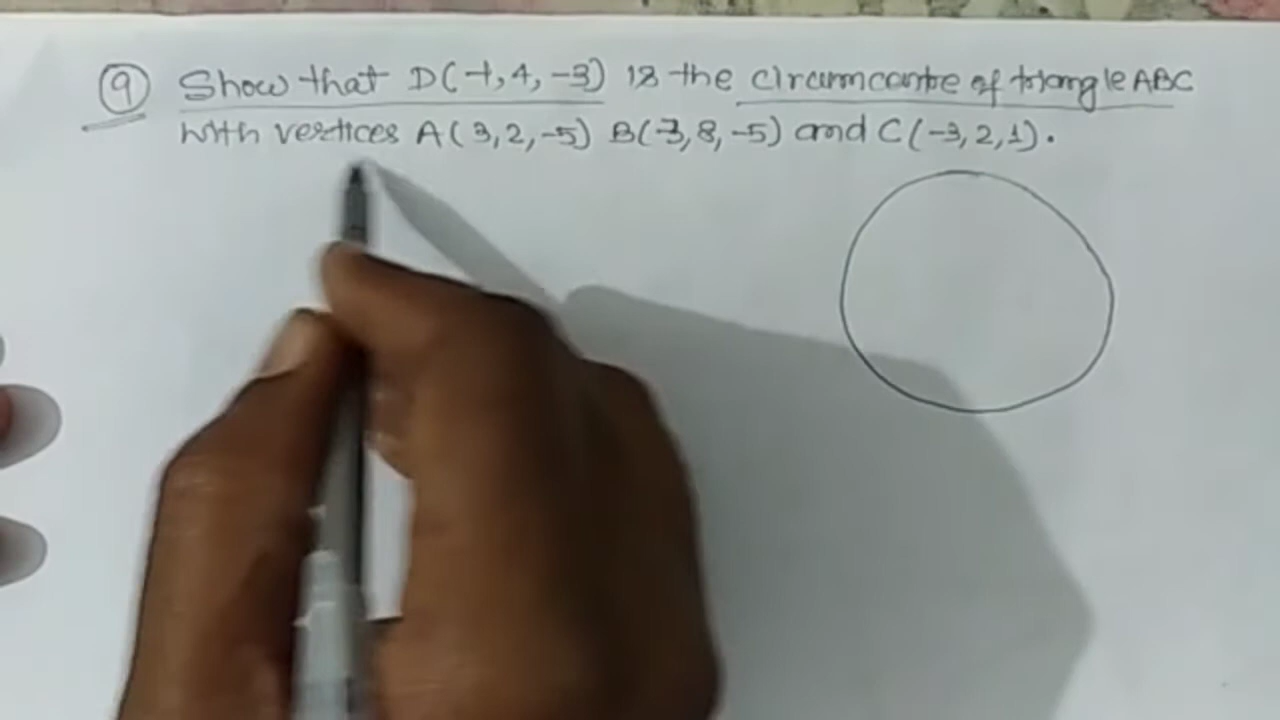 9 Show that D(-1,4,-3) is the circumcentre of triangle ABC
with vertices A(3,2,-5) B(-3,8,-5) and C(-3,2,1).